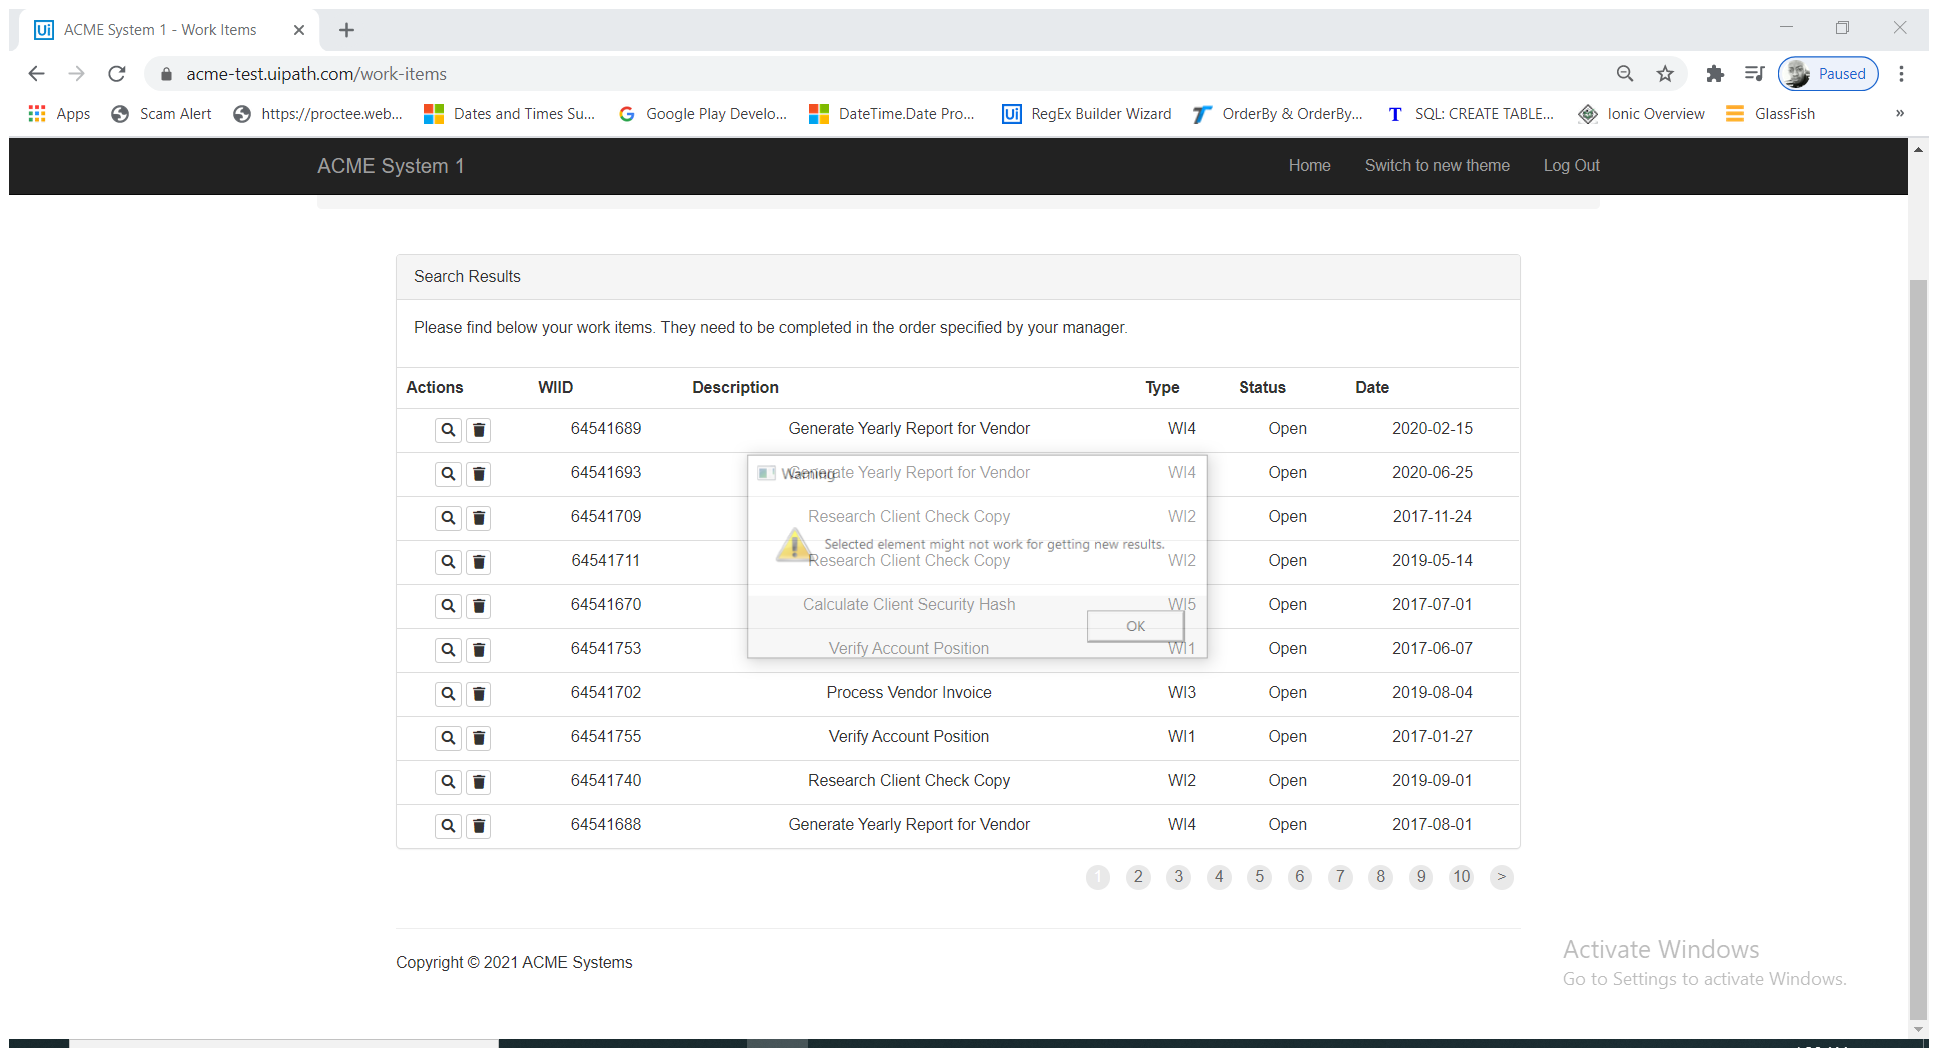 ACME System 1 - Work Items
acme-test.uipath.com/work-items
Paused
Apps Scam Alert https://proctee.web... Dates and Times Su... Google Play Develo... DateTime.Date Pro... RegEx Builder Wizard OrderBy & OrderBy... SQL: CREATE TABLE... Ionic Overview GlassFish »
ACME System 1 Home Switch to new theme Log Out
Search Results
Please find below your work items. They need to be completed in the order specified by your manager.
Actions WIID Description Type Status Date
64541689 Generate Yearly Report for Vendor WI4 Open 2020-02-15
64541693 Generate Yearly Report for Vendor WI4 Open 2020-06-25
Warning
64541709 Research Client Check Copy WI2 Open 2017-11-24
Selected element might not work for getting new results.
64541711 Research Client Check Copy WI2 Open 2019-05-14
64541670 Calculate Client Security Hash WI5 Open 2017-07-01
OK
64541753 Verify Account Position WI1 Open 2017-06-07
64541702 Process Vendor Invoice WI3 Open 2019-08-04
64541755 Verify Account Position WI1 Open 2017-01-27
64541740 Research Client Check Copy WI2 Open 2019-09-01
64541688 Generate Yearly Report for Vendor WI4 Open 2017-08-01
1 2 3 4 5 6 7 8 9 10 >
Copyright © 2021 ACME Systems
Activate Windows
Go to Settings to activate Windows.